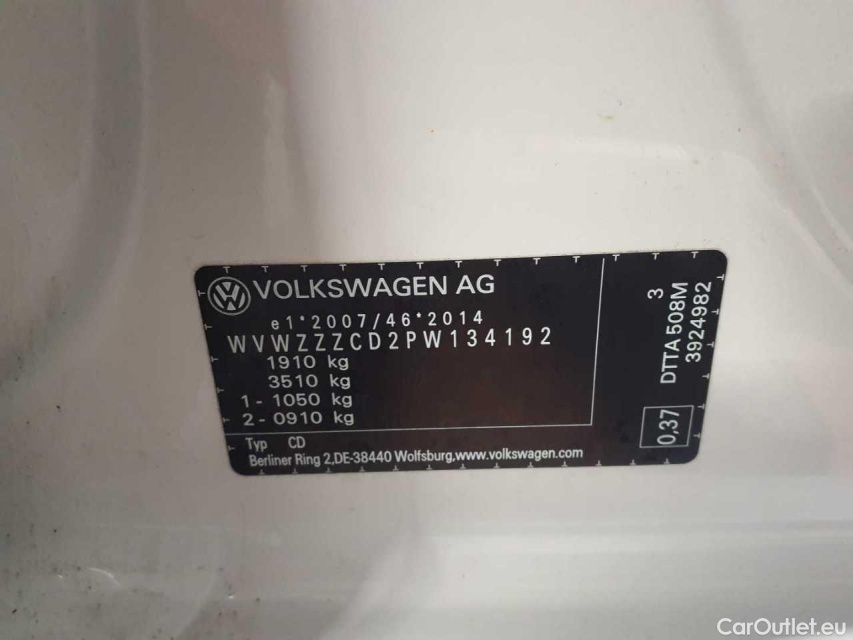 VOLKSWAGEN AG
e1*2007/46*2014
WVWZZZCD2PW134192
1910 kg
3510 kg
1 - 1050 kg
2 - 0910 kg
Typ CD
Berliner Ring 2,DE-38440 Wolfsburg,www.volkswagen.com
3
DTTA 508M
3924982
0,37
CarOutlet.eu